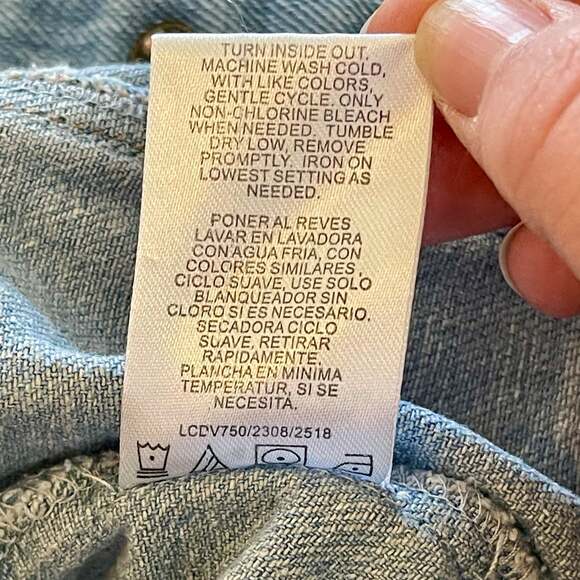 TURN INSIDE OUT,
MACHINE WASH COLD,
WITH LIKE COLORS,
GENTLE CYCLE. ONLY
NON-CHLORINE BLEACH
WHEN NEEDED. TUMBLE
DRY LOW, REMOVE
PROMPTLY. IRON ON
LOWEST SETTING AS
NEEDED.
PONER AL REVES
LAVAR EN LAVADORA
CON AGUA FRIA, CON
COLORES SIMILARES,
CICLO SUAVE, USE SOLO
BLANQUEADOR SIN
CLORO SI ES NECESARIO.
SECADORA CICLO
SUAVE, RETIRAR
RAPIDAMENTE.
PLANCHA EN MINIMA
TEMPERATUR, SI SE
NECESITA.
LCDV750/2308/2518